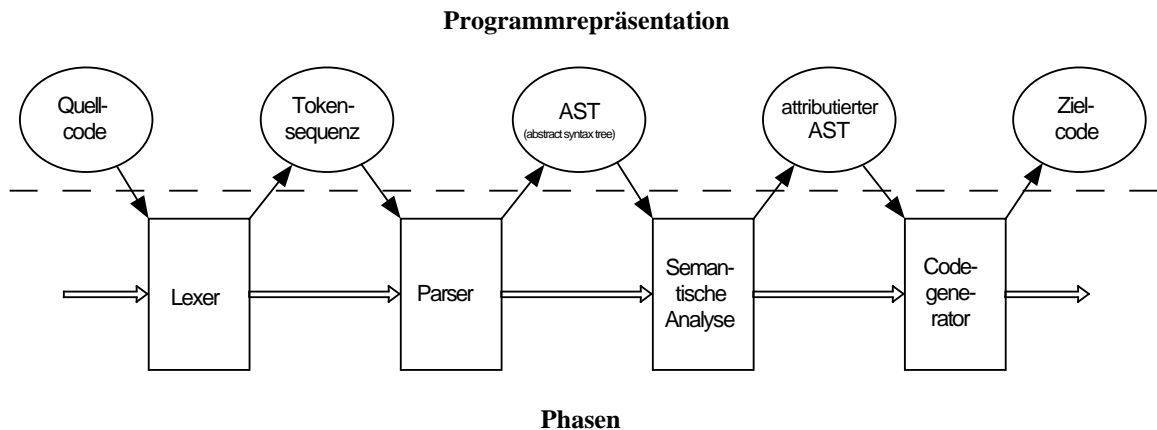 Programmrepräsentation
Quell-
code
Token-
sequenz
AST
(abstract syntax tree)
attributierter
AST
Ziel-
code
Lexer
Parser
Seman-
tische
Analyse
Code-
gene-
rator
Phasen